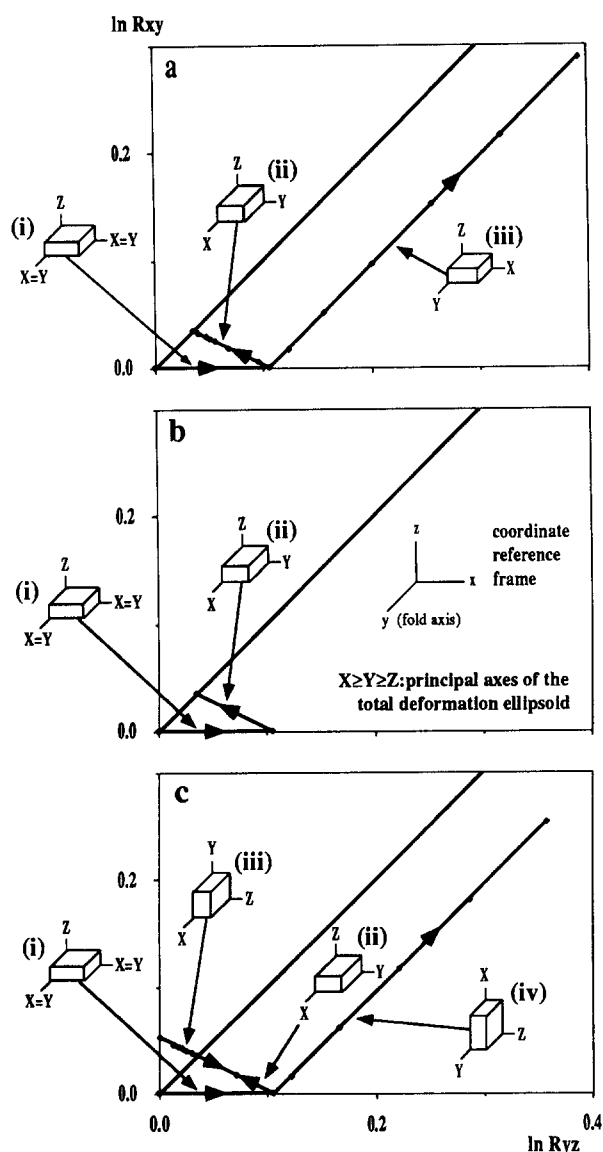 ln Rxy
a
0.2
Z
(ii)
Y
X
(i)
Z
X=Y
X=Y
Z
(iii)
X
Y
0.0
b
0.2
Z
(ii)
Y
X
(i)
Z
X=Y
X=Y
z
x
y (fold axis)
coordinate
reference
frame
X≥Y≥Z:principal axes of the
total deformation ellipsoid
0.0
c
0.2
Y
(iii)
Z
X
(i)
Z
X=Y
X=Y
Z
(ii)
Y
X
X
(iv)
Z
Y
0.0
0.0
0.2
0.4
ln Ryz